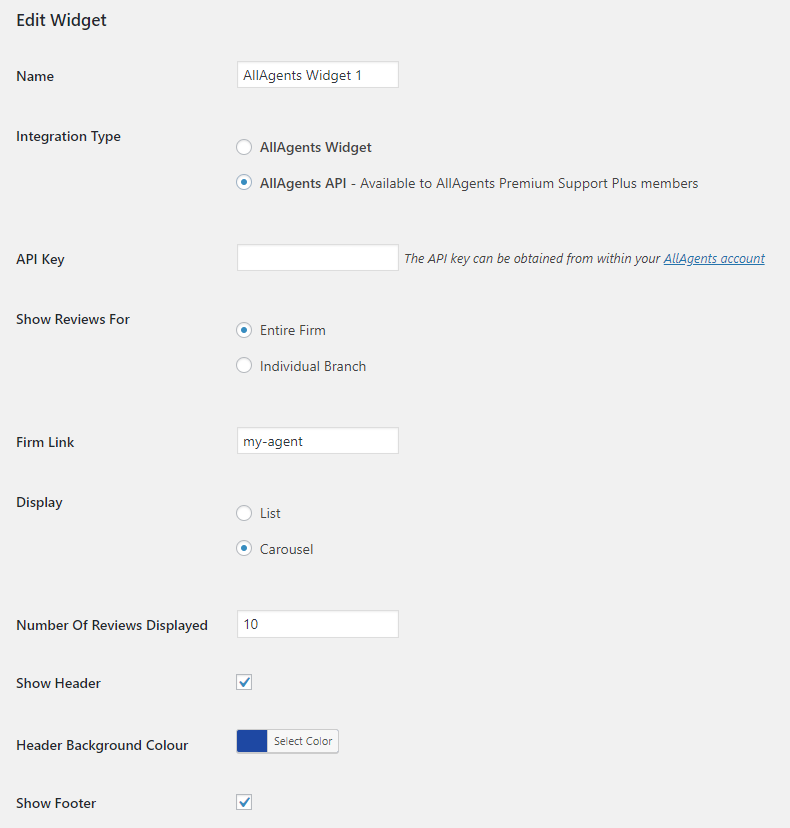 Edit Widget
Name AllAgents Widget 1
Integration Type
AllAgents Widget
AllAgents API - Available to AllAgents Premium Support Plus members
API Key The API key can be obtained from within your AllAgents account
Show Reviews For
Entire Firm
Individual Branch
Firm Link my-agent
Display
List
Carousel
Number Of Reviews Displayed 10
Show Header
Header Background Colour Select Color
Show Footer